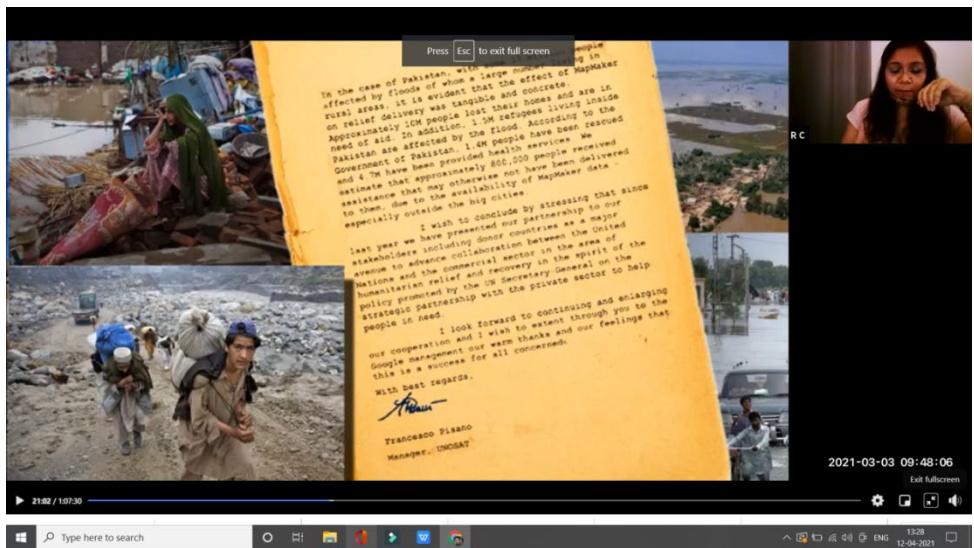 Press Esc to exit full screen
In the case of Pakistan, with people
affected by floods of whom a large number living in
rural areas, it is evident that the effect of MapMaker
on relief delivery was tangible and concrete.
Approximately 10M people lost their homes and are in
need of aid. In addition, 1.5M refugees living inside
Pakistan are affected by the flood. According to the
Government of Pakistan, 1.4M people have been rescued
and 4.7M have been provided health services. We
estimate that approximately 800,000 people received
assistance that may otherwise not have been delivered
to them, due to the availability of MapMaker data -
especially outside the big cities.
I wish to conclude by stressing that since
last year we have presented our partnership to our
stakeholders including donor countries as a major
avenue to advance collaboration between the United
Nations and the commercial sector in the area of
humanitarian relief and recovery in the spirit of the
policy promoted by the UN Secretary-General on the
strategic partnership with the private sector to help
people in need.
I look forward to continuing and enlarging
our cooperation and I wish to extent through you to the
Google management our warm thanks and our feelings that
this is a success for all concerned.
With best regards,
Francesco Pisano
Manager, UNOSAT
R C
2021-03-03 09:48:06
Exit fullscreen
21:02 / 1:07:30
Type here to search
ENG
13:28
12-04-2021